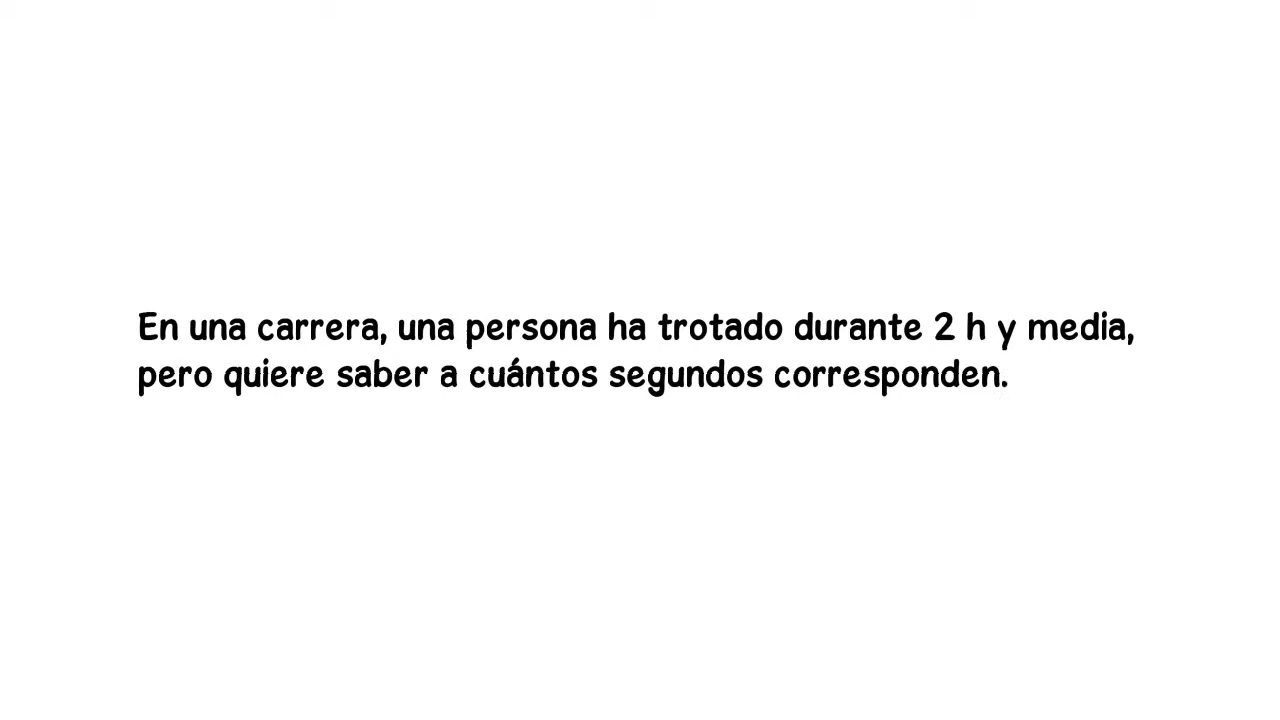 En una carrera, una persona ha trotado durante 2 h y media,
pero quiere saber a cuántos segundos corresponden.